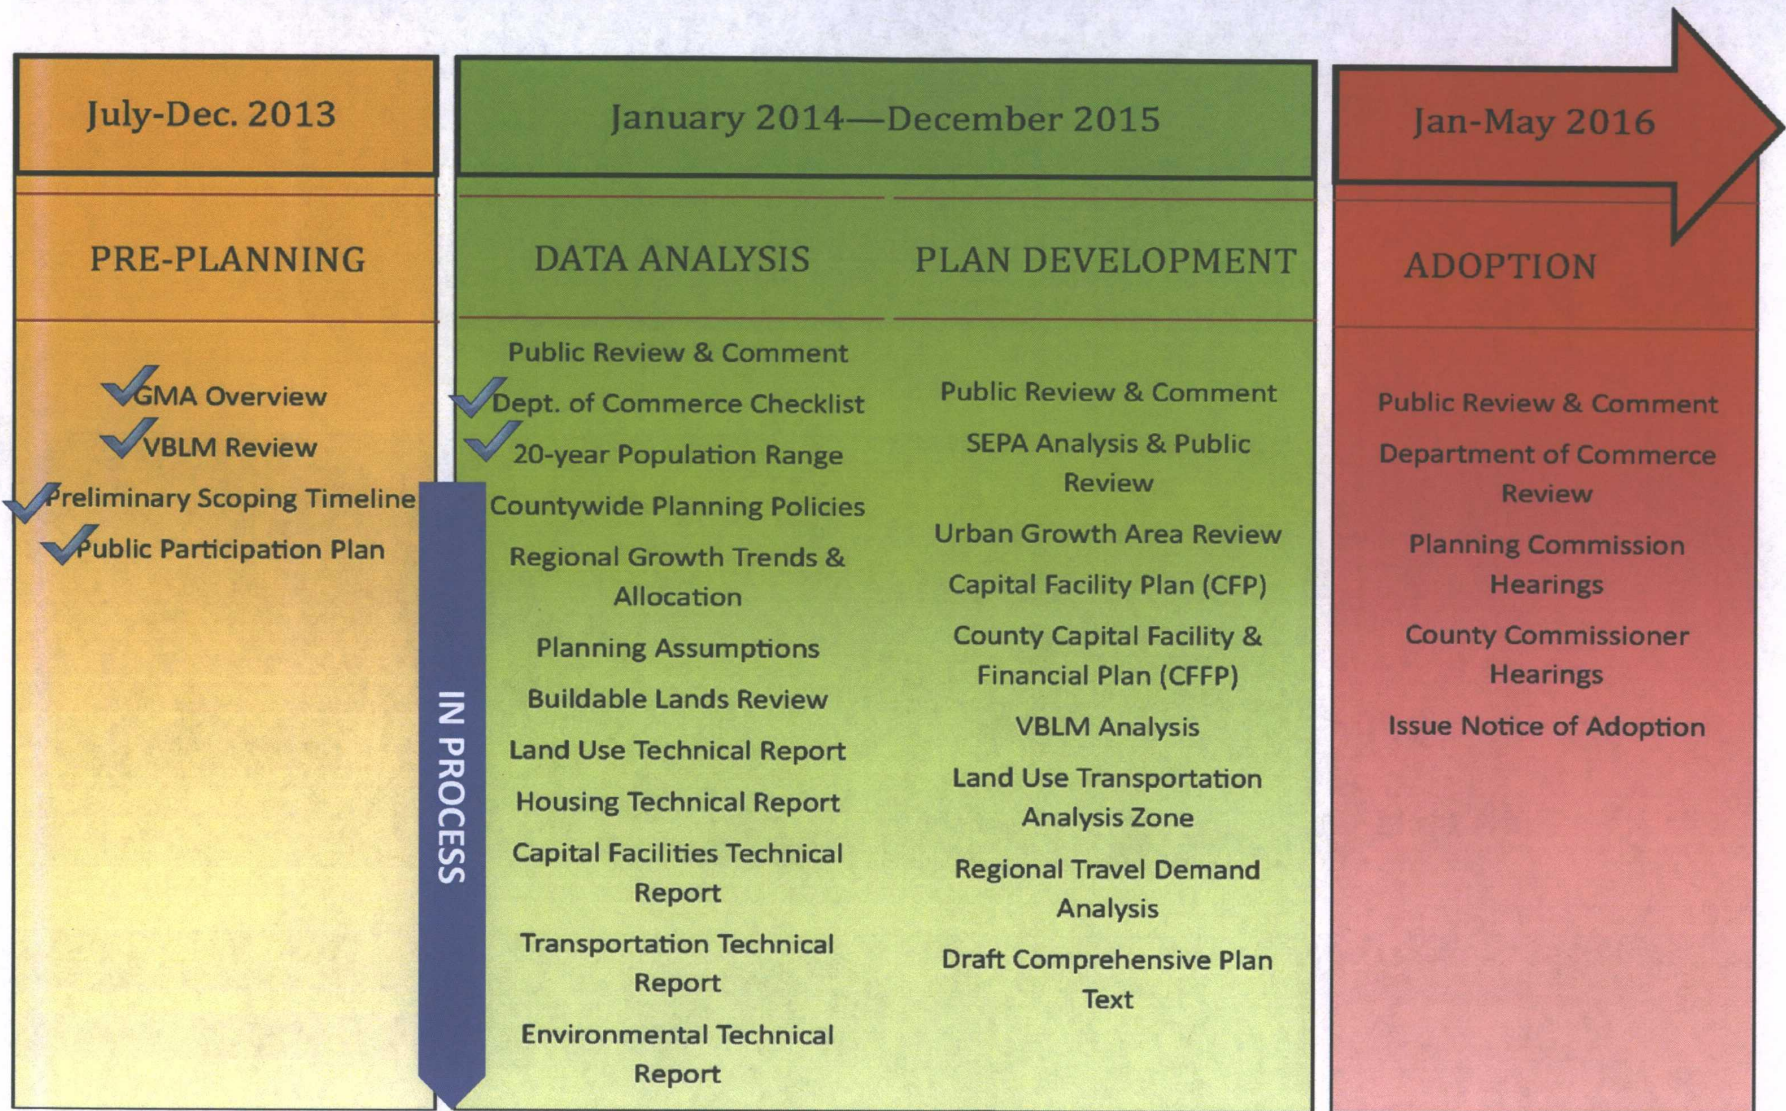 July-Dec. 2013
PRE-PLANNING
GMA Overview
VBLM Review
Preliminary Scoping Timeline
Public Participation Plan
IN PROCESS
January 2014—December 2015
DATA ANALYSIS
Public Review & Comment
Dept. of Commerce Checklist
20-year Population Range
Countywide Planning Policies
Regional Growth Trends &
Allocation
Planning Assumptions
Buildable Lands Review
Land Use Technical Report
Housing Technical Report
Capital Facilities Technical
Report
Transportation Technical
Report
Environmental Technical
Report
PLAN DEVELOPMENT
Public Review & Comment
SEPA Analysis & Public
Review
Urban Growth Area Review
Capital Facility Plan (CFP)
County Capital Facility &
Financial Plan (CFFP)
VBLM Analysis
Land Use Transportation
Analysis Zone
Regional Travel Demand
Analysis
Draft Comprehensive Plan
Text
Jan-May 2016
ADOPTION
Public Review & Comment
Department of Commerce
Review
Planning Commission
Hearings
County Commissioner
Hearings
Issue Notice of Adoption